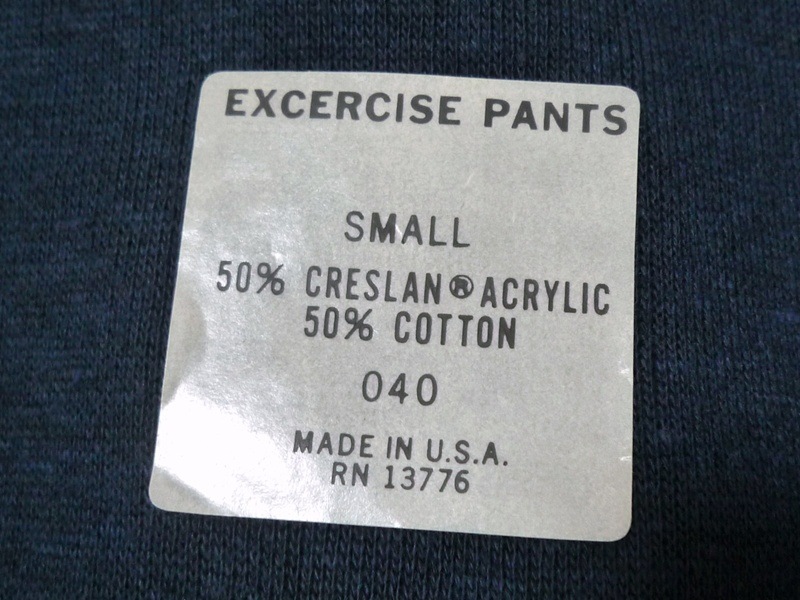 EXCERCISE PANTS
SMALL
50% CRESLAN® ACRYLIC
50% COTTON
040
MADE IN U.S.A.
RN 13776